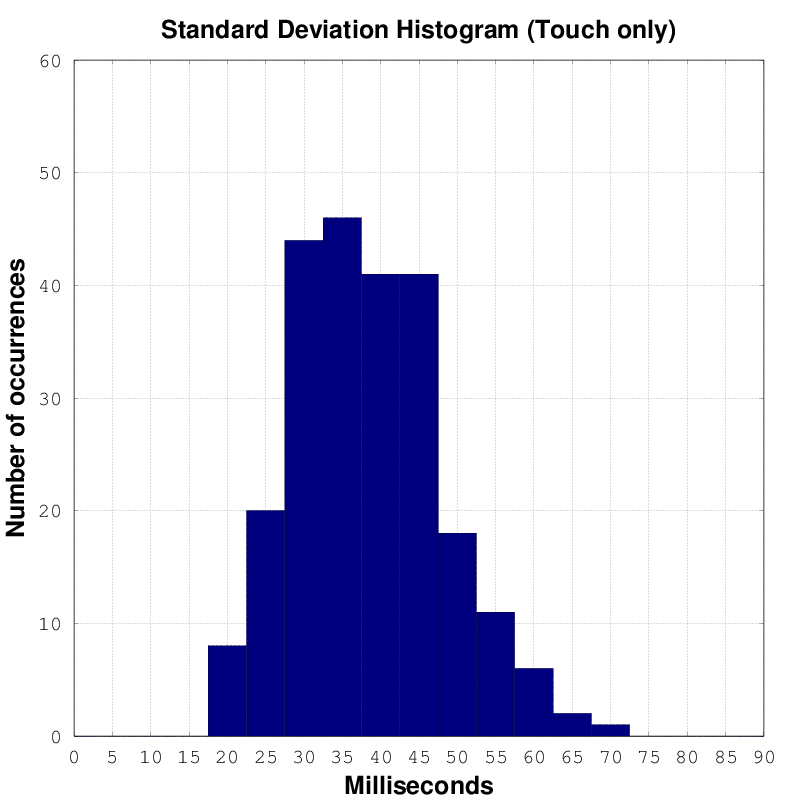 Standard Deviation Histogram (Touch only)
60
50
40
30
20
10
0
Number of occurrences
0 5 10 15 20 25 30 35 40 45 50 55 60 65 70 75 80 85 90
Milliseconds